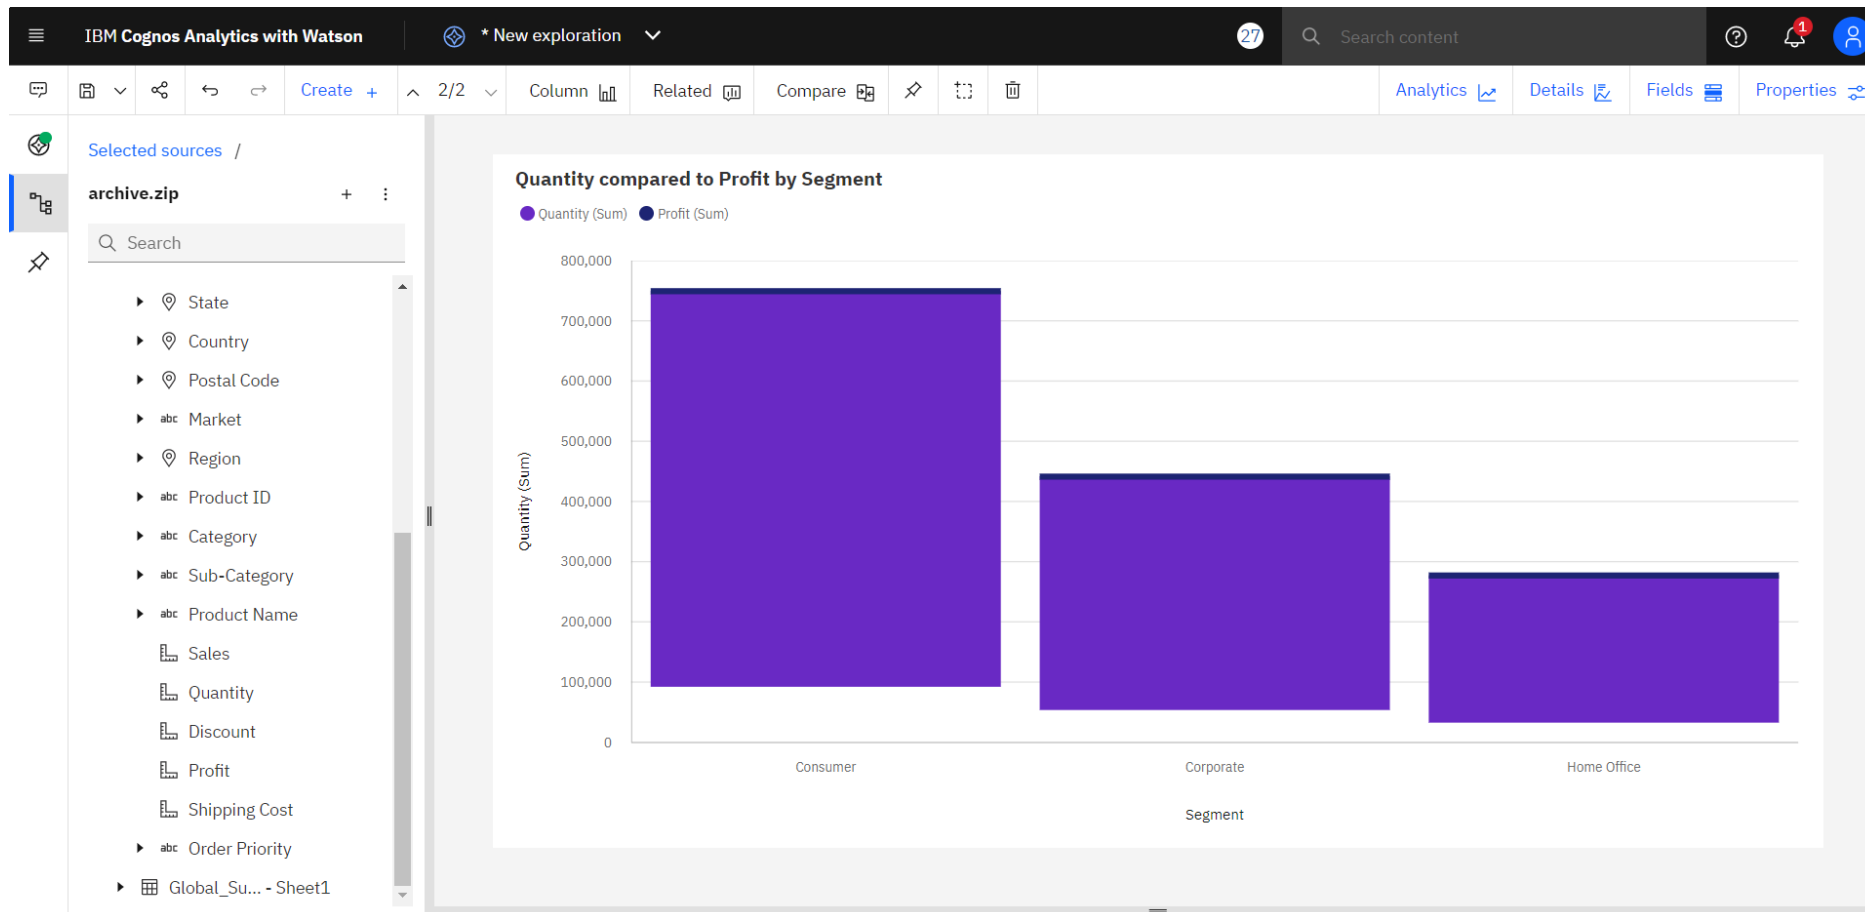 IBM Cognos Analytics with Watson
* New exploration
27
Search content
1
Create +
2/2
Column
Related
Compare
Analytics
Details
Fields
Properties
Selected sources /
archive.zip
Search
State
Country
Postal Code
abc Market
Region
abc Product ID
abc Category
abc Sub-Category
abc Product Name
Sales
Quantity
Discount
Profit
Shipping Cost
abc Order Priority
Global_Su... - Sheet1
Quantity compared to Profit by Segment
Quantity (Sum) Profit (Sum)
800,000
700,000
600,000
500,000
400,000
300,000
200,000
100,000
0
Quantity (Sum)
Consumer
Corporate
Home Office
Segment